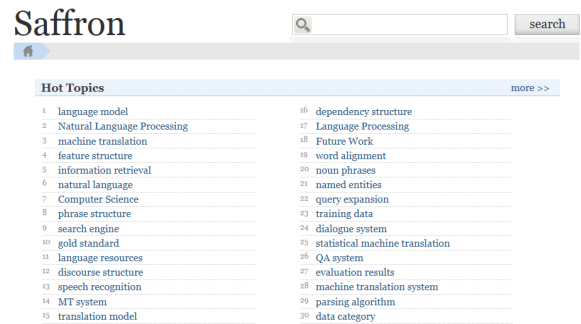 Saffron
search
Hot Topics
more >>
1 language model
2 Natural Language Processing
3 machine translation
4 feature structure
5 information retrieval
6 natural language
7 Computer Science
8 phrase structure
9 search engine
10 gold standard
11 language resources
12 discourse structure
13 speech recognition
14 MT system
15 translation model
16 dependency structure
17 Language Processing
18 Future Work
19 word alignment
20 noun phrases
21 named entities
22 query expansion
23 training data
24 dialogue system
25 statistical machine translation
26 QA system
27 evaluation results
28 machine translation system
29 parsing algorithm
30 data category